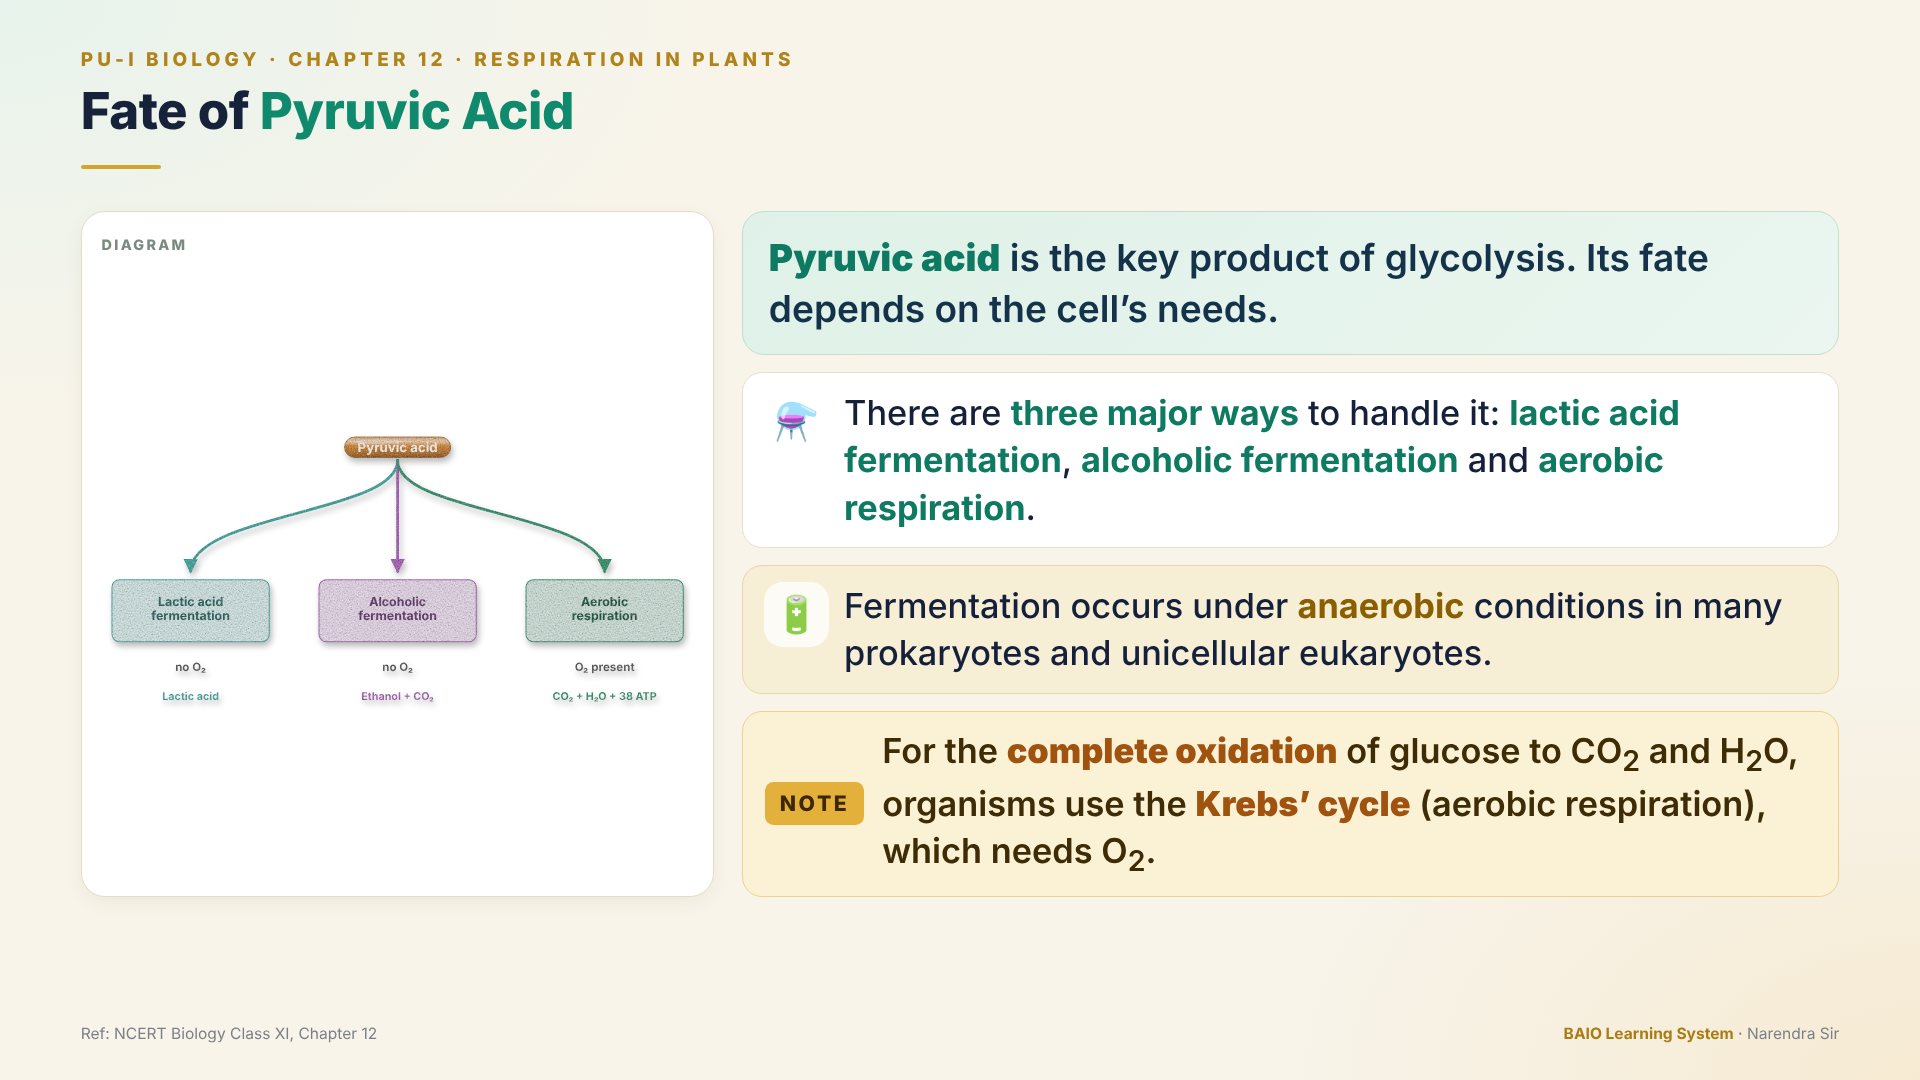 PU-I BIOLOGY · CHAPTER 12 · RESPIRATION IN PLANTS
Fate of Pyruvic Acid
DIAGRAM
Pyruvic acid
Lactic acid
fermentation
no O₂
Lactic acid
Alcoholic
fermentation
no O₂
Ethanol + CO₂
Aerobic
respiration
O₂ present
CO₂ + H₂O + 38 ATP
Pyruvic acid is the key product of glycolysis. Its fate
depends on the cell’s needs.
There are three major ways to handle it: lactic acid
fermentation, alcoholic fermentation and aerobic
respiration.
Fermentation occurs under anaerobic conditions in many
prokaryotes and unicellular eukaryotes.
NOTE
For the complete oxidation of glucose to CO₂ and H₂O,
organisms use the Krebs’ cycle (aerobic respiration),
which needs O₂.
Ref: NCERT Biology Class XI, Chapter 12
BAIO Learning System · Narendra Sir